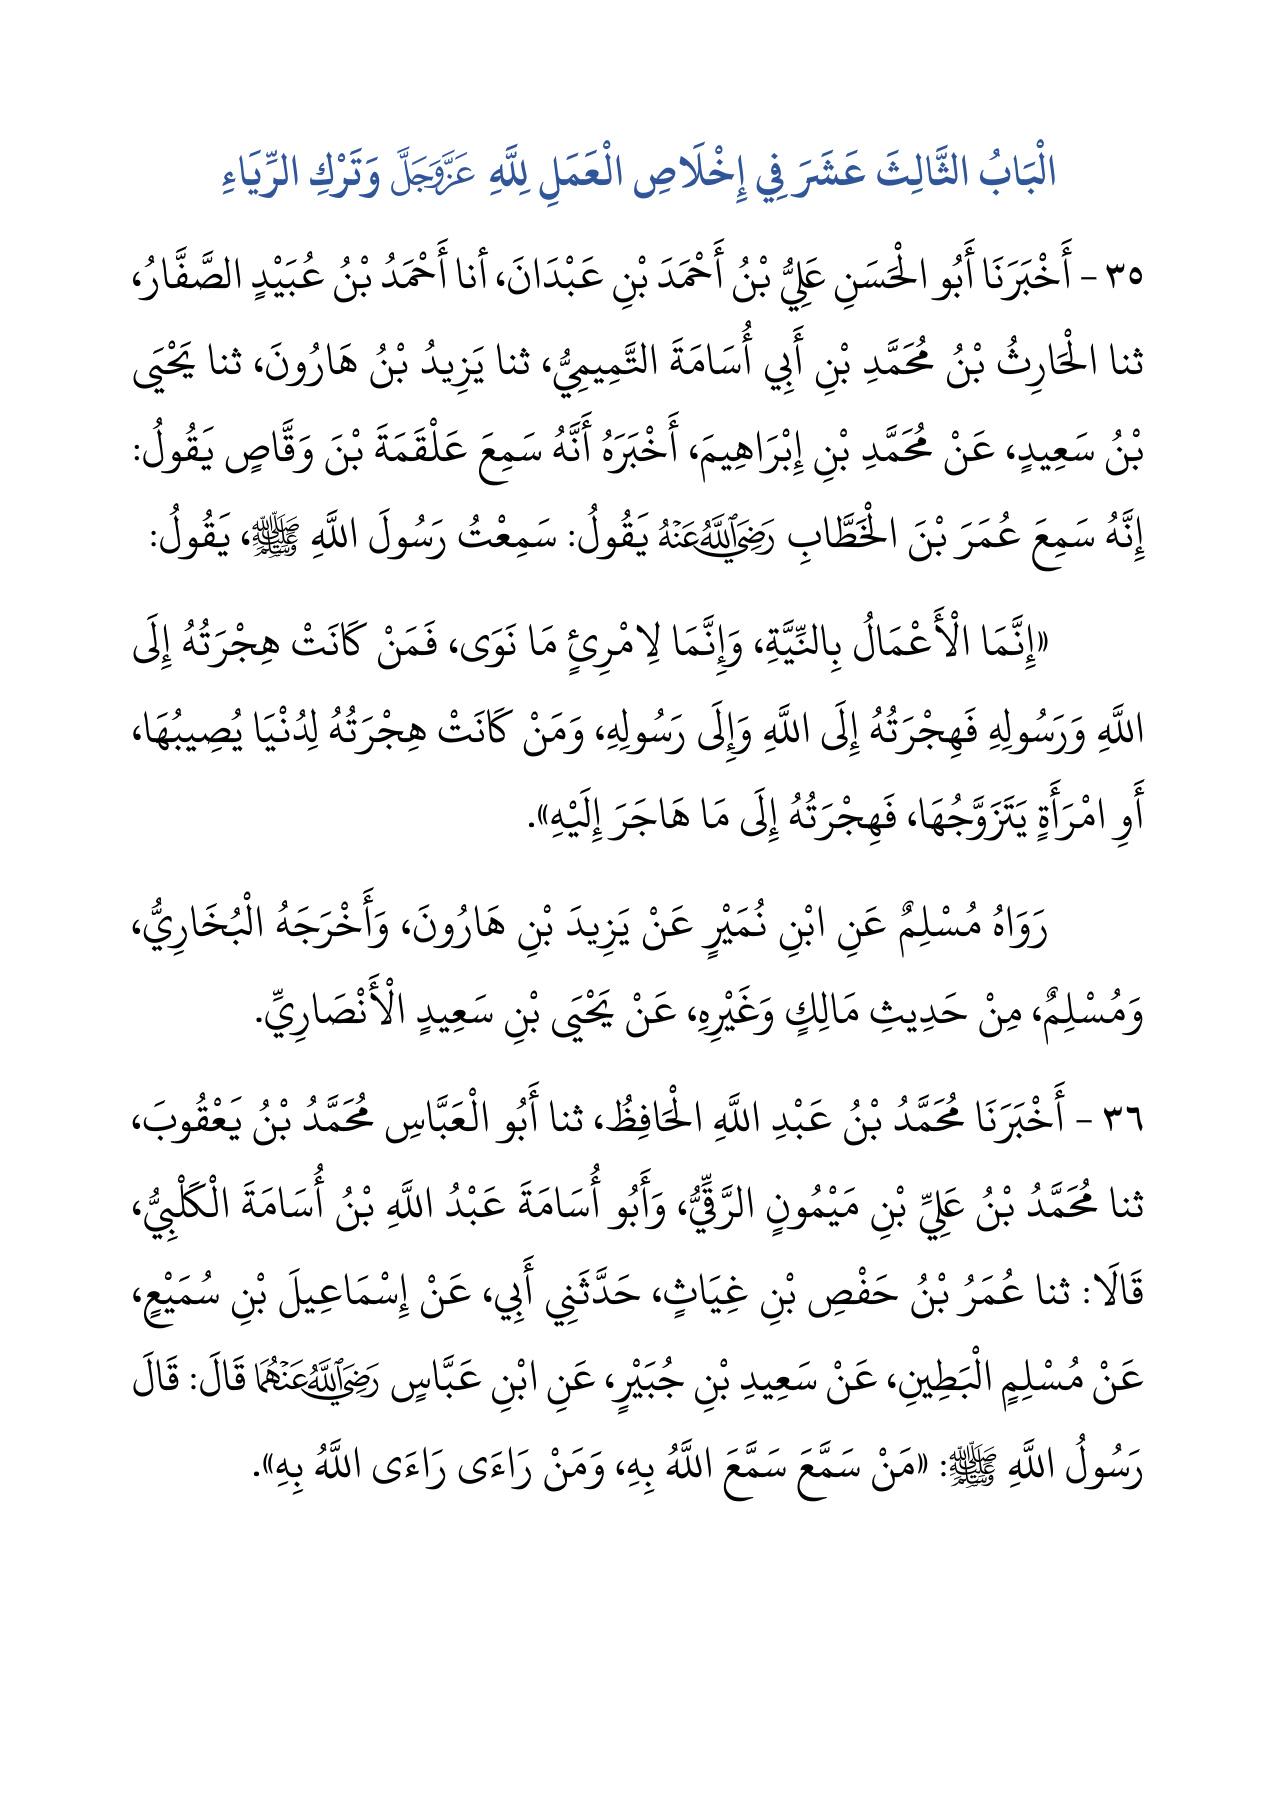 الْبَابُ الثَّالِثَ عَشَرَ فِي إِخْلَاصِ الْعَمَلِ لِلَّهِ عَزَّوَجَلَّ وَتَرْكِ الرِّيَاءِ
٣٥ - أَخْبَرَنَا أَبُو الْحَسَنِ عَلِيُّ بْنُ أَحْمَدَ بْنِ عَبْدَانَ، أنا أَحْمَدُ بْنُ عُبَيْدٍ الصَّفَّارُ،
ثنا الْحَارِثُ بْنُ مُحَمَّدِ بْنِ أَبِي أُسَامَةَ التَّمِيمِيُّ، ثنا يَزِيدُ بْنُ هَارُونَ، ثنا يَحْيَى
بْنُ سَعِيدٍ، عَنْ مُحَمَّدِ بْنِ إِبْرَاهِيمَ، أَخْبَرَهُ أَنَّهُ سَمِعَ عَلْقَمَةَ بْنَ وَقَّاصٍ يَقُولُ:
إِنَّهُ سَمِعَ عُمَرَ بْنَ الْخَطَّابِ رَضِيَ اللَّهُ عَنْهُ يَقُولُ: سَمِعْتُ رَسُولَ اللَّهِ ﷺ، يَقُولُ:
«إِنَّمَا الْأَعْمَالُ بِالنِّيَّةِ، وَإِنَّمَا لِامْرِئٍ مَا نَوَى، فَمَنْ كَانَتْ هِجْرَتُهُ إِلَى
اللَّهِ وَرَسُولِهِ فَهِجْرَتُهُ إِلَى اللَّهِ وَإِلَى رَسُولِهِ، وَمَنْ كَانَتْ هِجْرَتُهُ لِدُنْيَا يُصِيبُهَا،
أَوِ امْرَأَةٍ يَتَزَوَّجُهَا، فَهِجْرَتُهُ إِلَى مَا هَاجَرَ إِلَيْهِ».
رَوَاهُ مُسْلِمٌ عَنِ ابْنِ نُمَيْرٍ عَنْ يَزِيدَ بْنِ هَارُونَ، وَأَخْرَجَهُ الْبُخَارِيُّ،
وَمُسْلِمٌ، مِنْ حَدِيثِ مَالِكٍ وَغَيْرِهِ، عَنْ يَحْيَى بْنِ سَعِيدٍ الْأَنْصَارِيِّ.
٣٦ - أَخْبَرَنَا مُحَمَّدُ بْنُ عَبْدِ اللَّهِ الْحَافِظُ، ثنا أَبُو الْعَبَّاسِ مُحَمَّدُ بْنُ يَعْقُوبَ،
ثنا مُحَمَّدُ بْنُ عَلِيِّ بْنِ مَيْمُونٍ الرَّقِّيُّ، وَأَبُو أُسَامَةَ عَبْدُ اللَّهِ بْنُ أُسَامَةَ الْكَلْبِيُّ،
قَالَا: ثنا عُمَرُ بْنُ حَفْصِ بْنِ غِيَاثٍ، حَدَّثَنِي أَبِي، عَنْ إِسْمَاعِيلَ بْنِ سُمَيْعٍ،
عَنْ مُسْلِمٍ الْبَطِينِ، عَنْ سَعِيدِ بْنِ جُبَيْرٍ، عَنِ ابْنِ عَبَّاسٍ رَضِيَ اللَّهُ عَنْهُمَا قَالَ: قَالَ
رَسُولُ اللَّهِ ﷺ: «مَنْ سَمَّعَ سَمَّعَ اللَّهُ بِهِ، وَمَنْ رَاءَى رَاءَى اللَّهُ بِهِ».